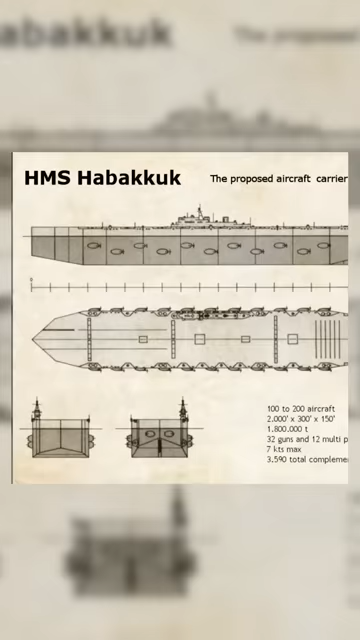 HMS Habakkuk
The proposed aircraft carrier
0
100 to 200 aircraft
2.000' x 300' x 150'
1.800.000 t
32 guns and 12 multi p
7 kts max
3.590 total compleme